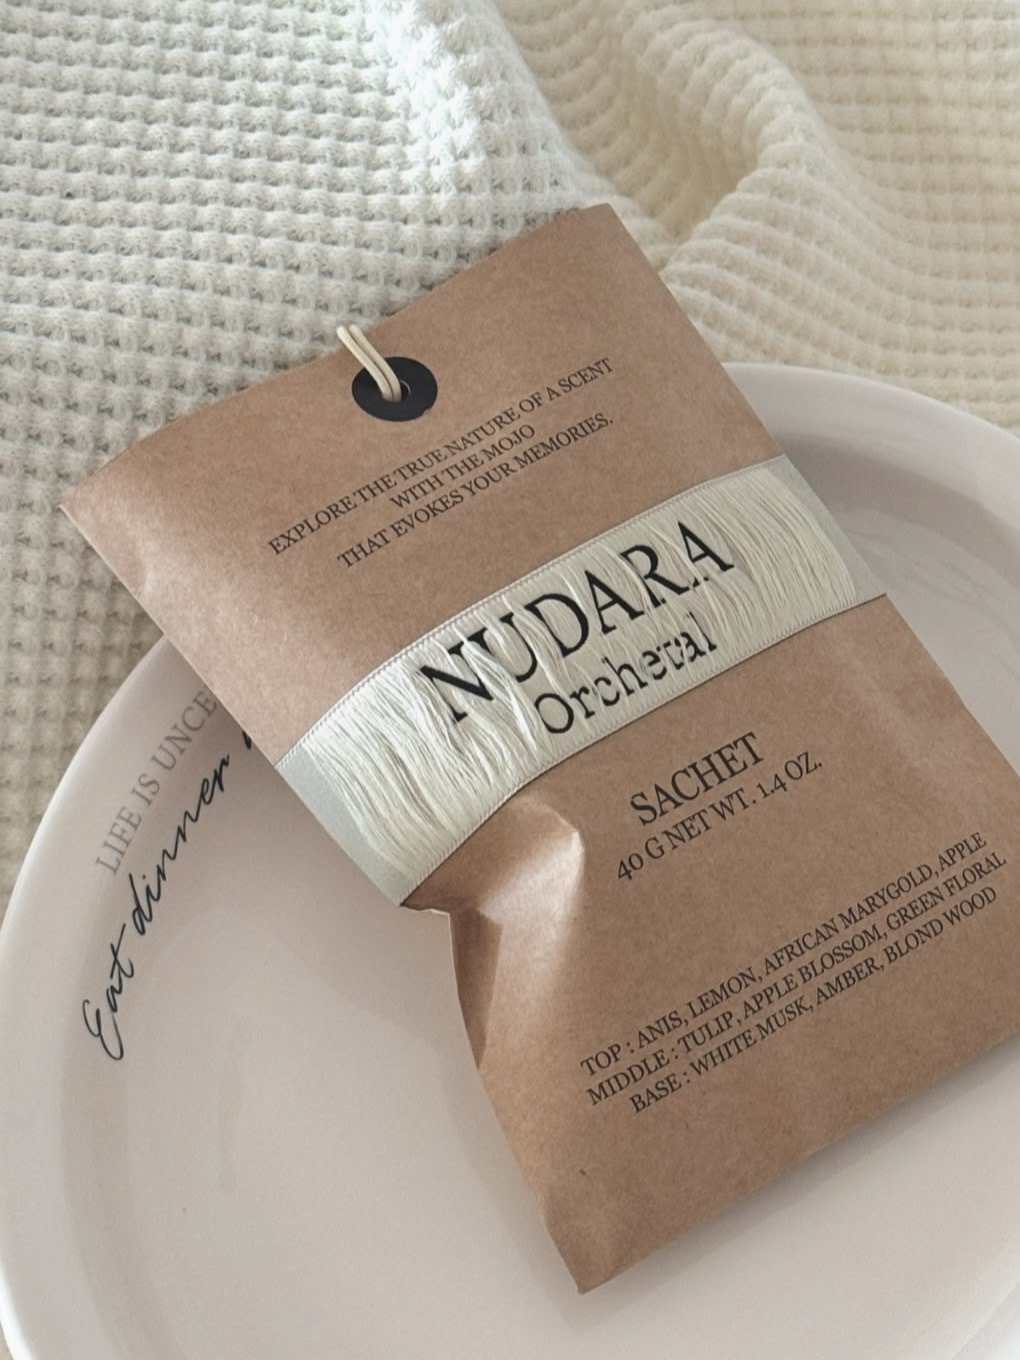 EXPLORE THE TRUE NATURE OF A SCENT
WITH THE MOJO
THAT EVOKES YOUR MEMORIES.
NUDARA
Orcheval
SACHET
40 G NET WT. 1.4 OZ.
TOP : ANIS, LEMON, AFRICAN MARYGOLD, APPLE
MIDDLE : TULIP, APPLE BLOSSOM, GREEN FLORAL
BASE : WHITE MUSK, AMBER, BLOND WOOD
LIFE IS UNCE
Eat dinner